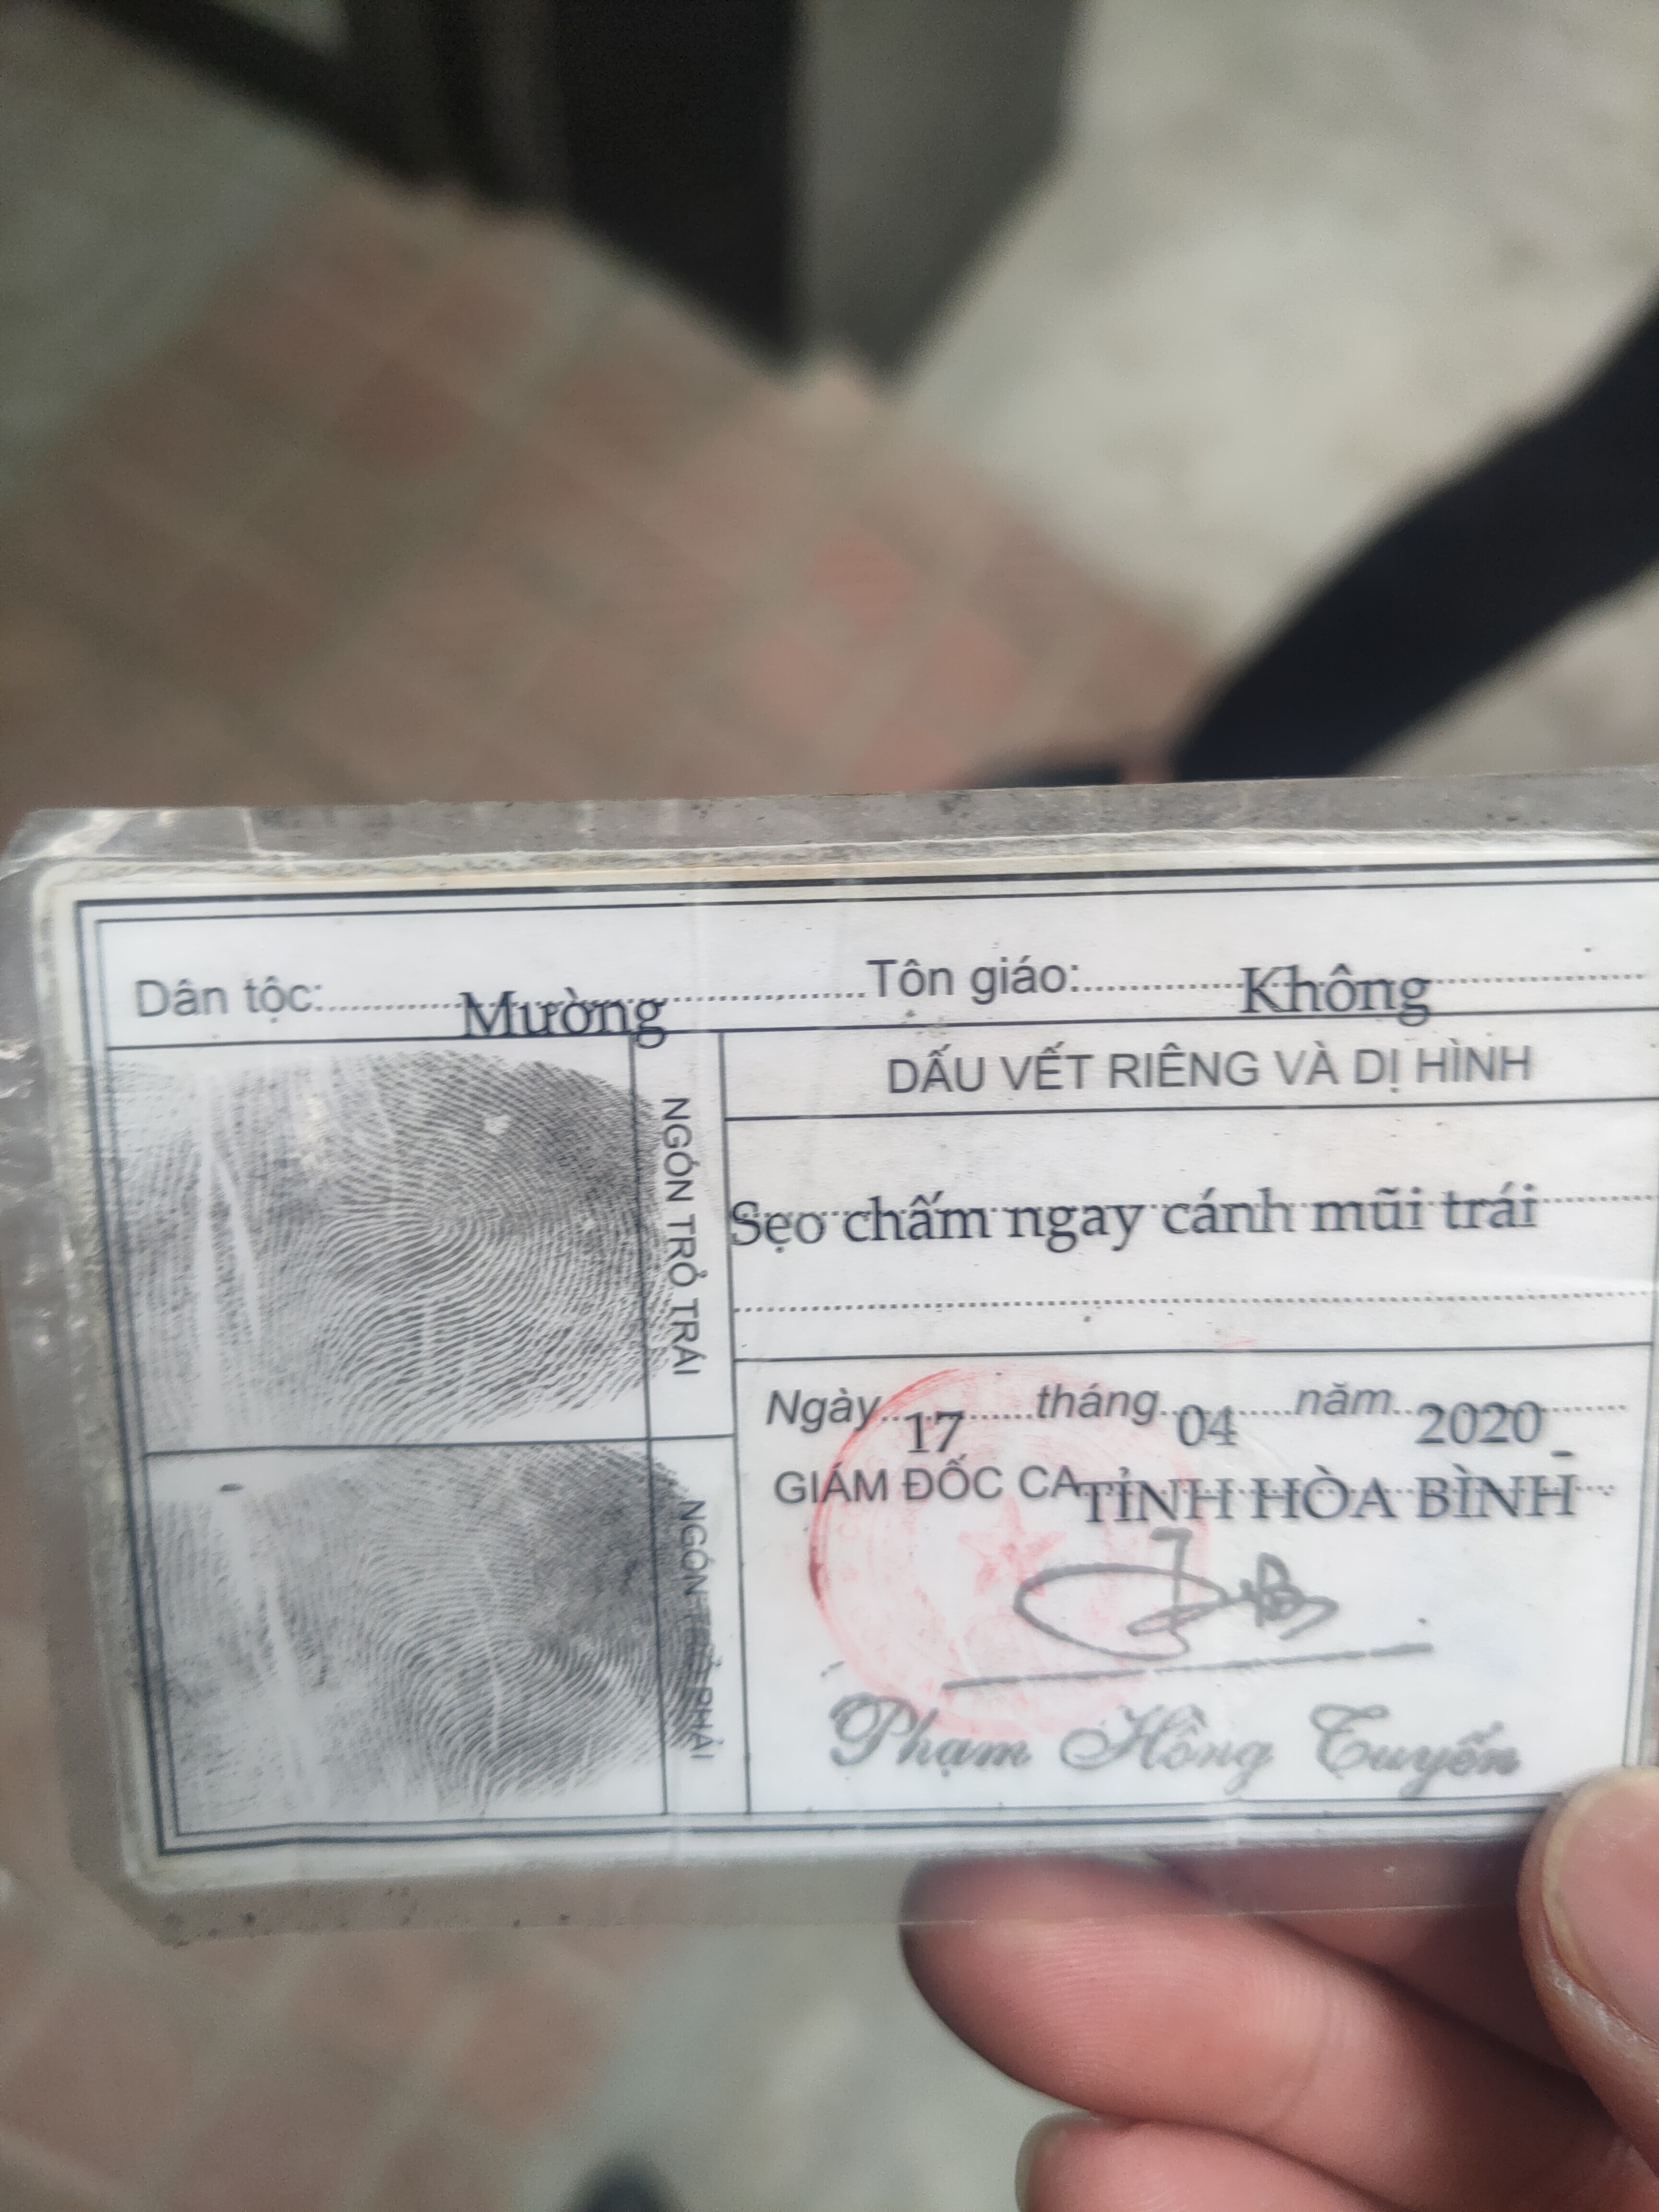 Dân tộc: Mường Tôn giáo: Không
NGÓN TRỎ TRÁI
DẤU VẾT RIÊNG VÀ DỊ HÌNH
Sẹo chấm ngay cánh mũi trái
Ngày 17 tháng 04 năm 2020
GIÁM ĐỐC CA TỈNH HÒA BÌNH
NGÓN TRỎ PHẢI
Phạm Hồng Tuyến